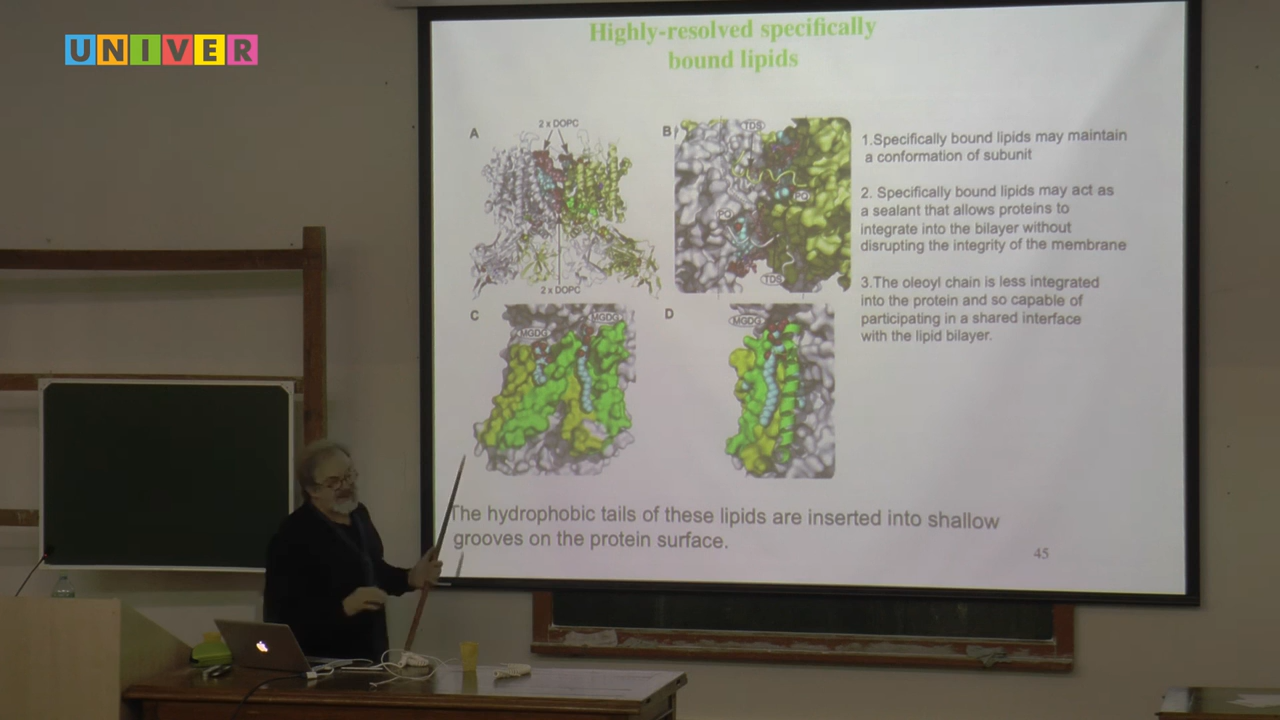 UNIVER
Highly-resolved specifically
bound lipids
A
2 x DOPC
2 x DOPC
B
TDS
PO
PO
TDS
1.Specifically bound lipids may maintain
a conformation of subunit
2. Specifically bound lipids may act as
a sealant that allows proteins to
integrate into the bilayer without
disrupting the integrity of the membrane
3.The oleoyl chain is less integrated
into the protein and so capable of
participating in a shared interface
with the lipid bilayer.
C
MGDG
MGDG
D
MGDG
The hydrophobic tails of these lipids are inserted into shallow
grooves on the protein surface.
45